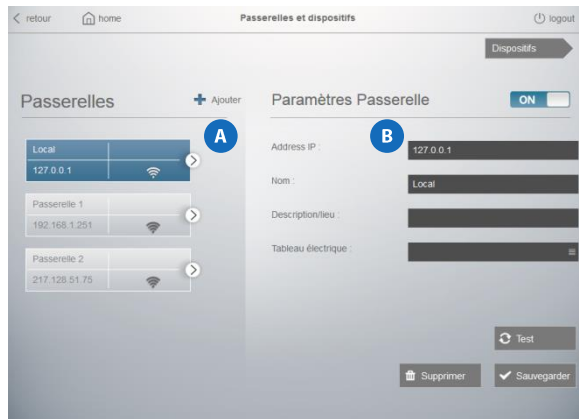 retour
home
Passerelles et dispositifs
logout
Dispositifs
Passerelles
Ajouter
A
Local
127.0.0.1
Passerelle 1
192.168.1.251
Passerelle 2
217.128.51.75
Paramètres Passerelle
ON
B
Address IP :
127.0.0.1
Nom :
Local
Description/lieu :
Tableau électrique :
Test
Supprimer
Sauvegarder